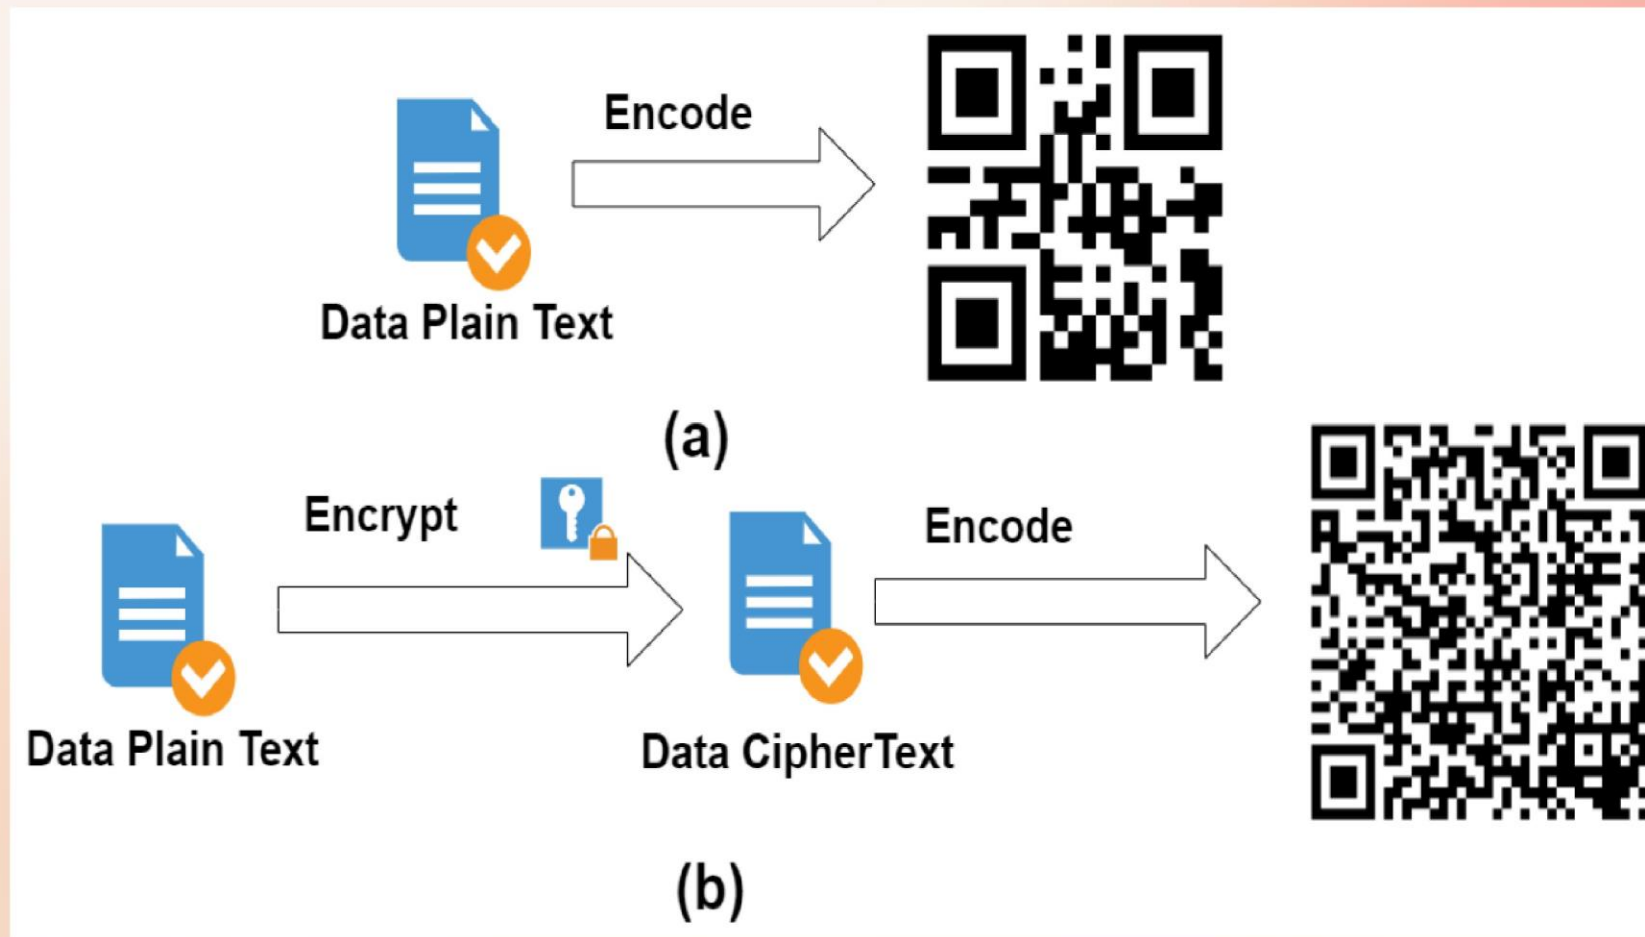 Encode
Data Plain Text
(a)
Encrypt
Encode
Data Plain Text
Data CipherText
(b)